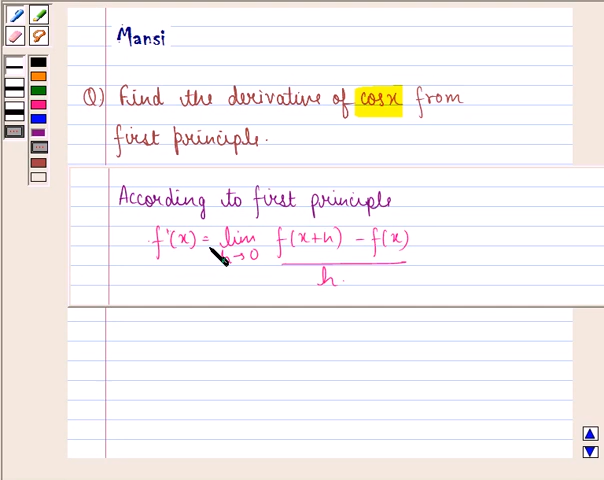 Mansi
Q) Find the derivative of cosx from
first principle.
According to first principle
f'(x) = lim f(x+h) - f(x)
h→0
h